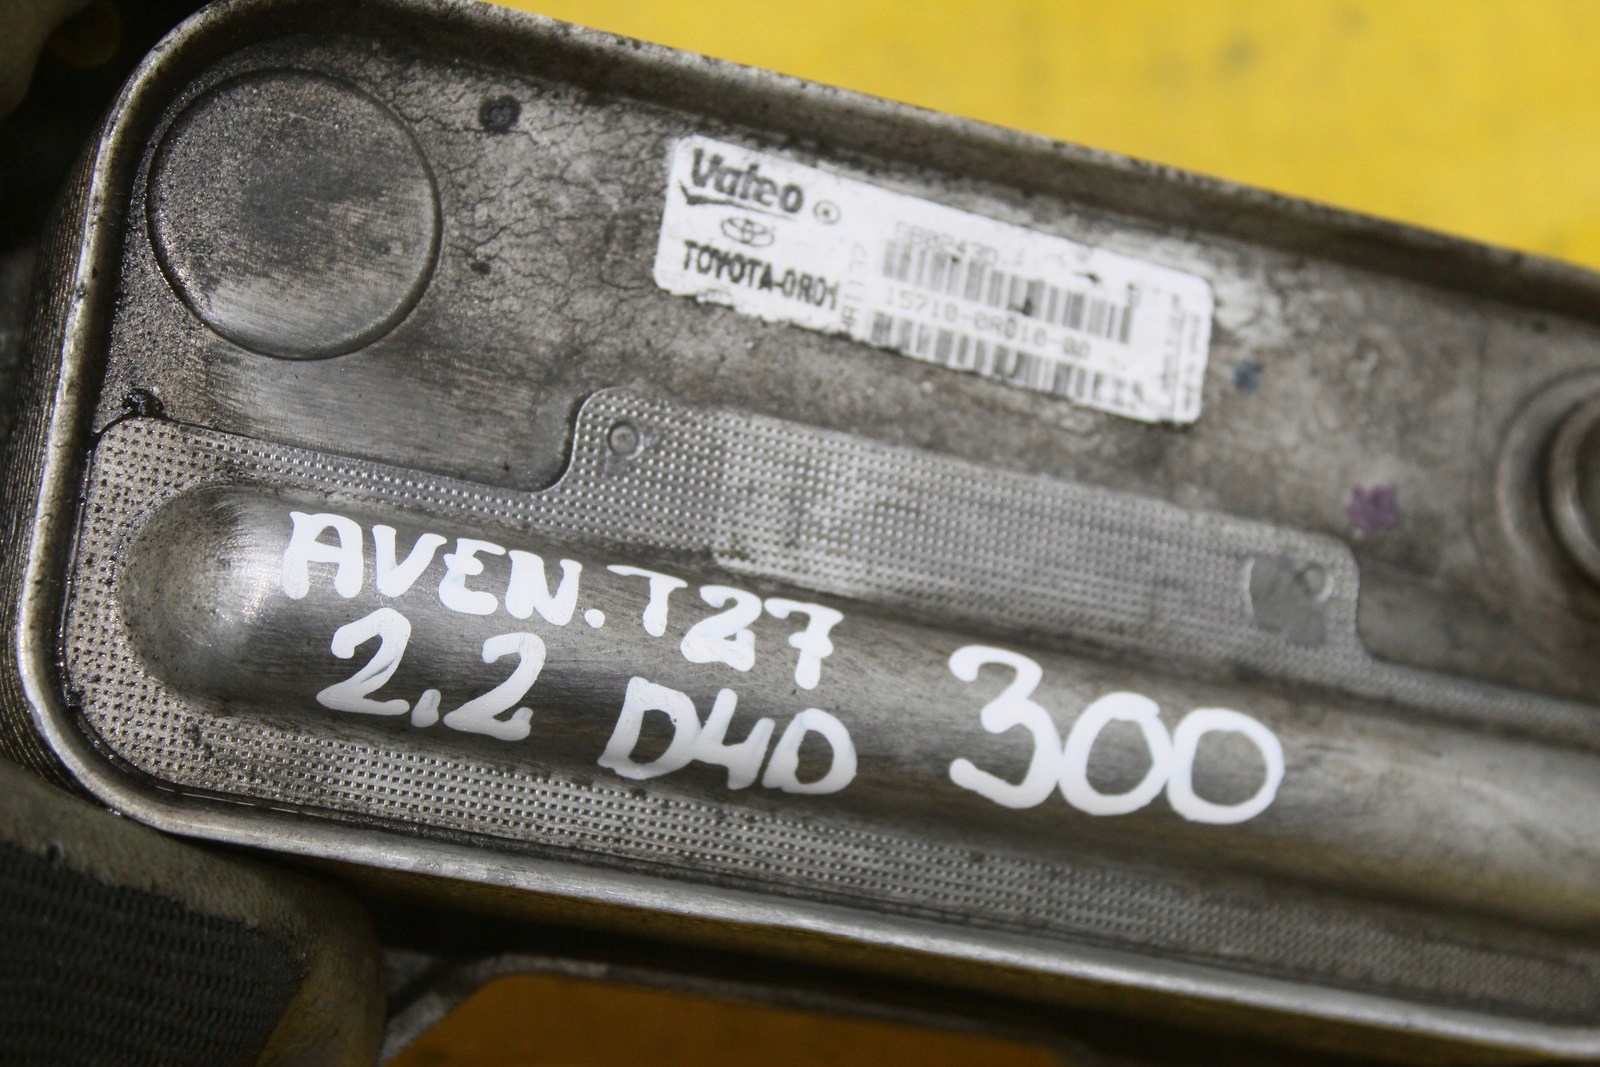 Valeo
TOYOTA-0R01
15710-0R010-00
AVEN. T27
2.2 D4D 300